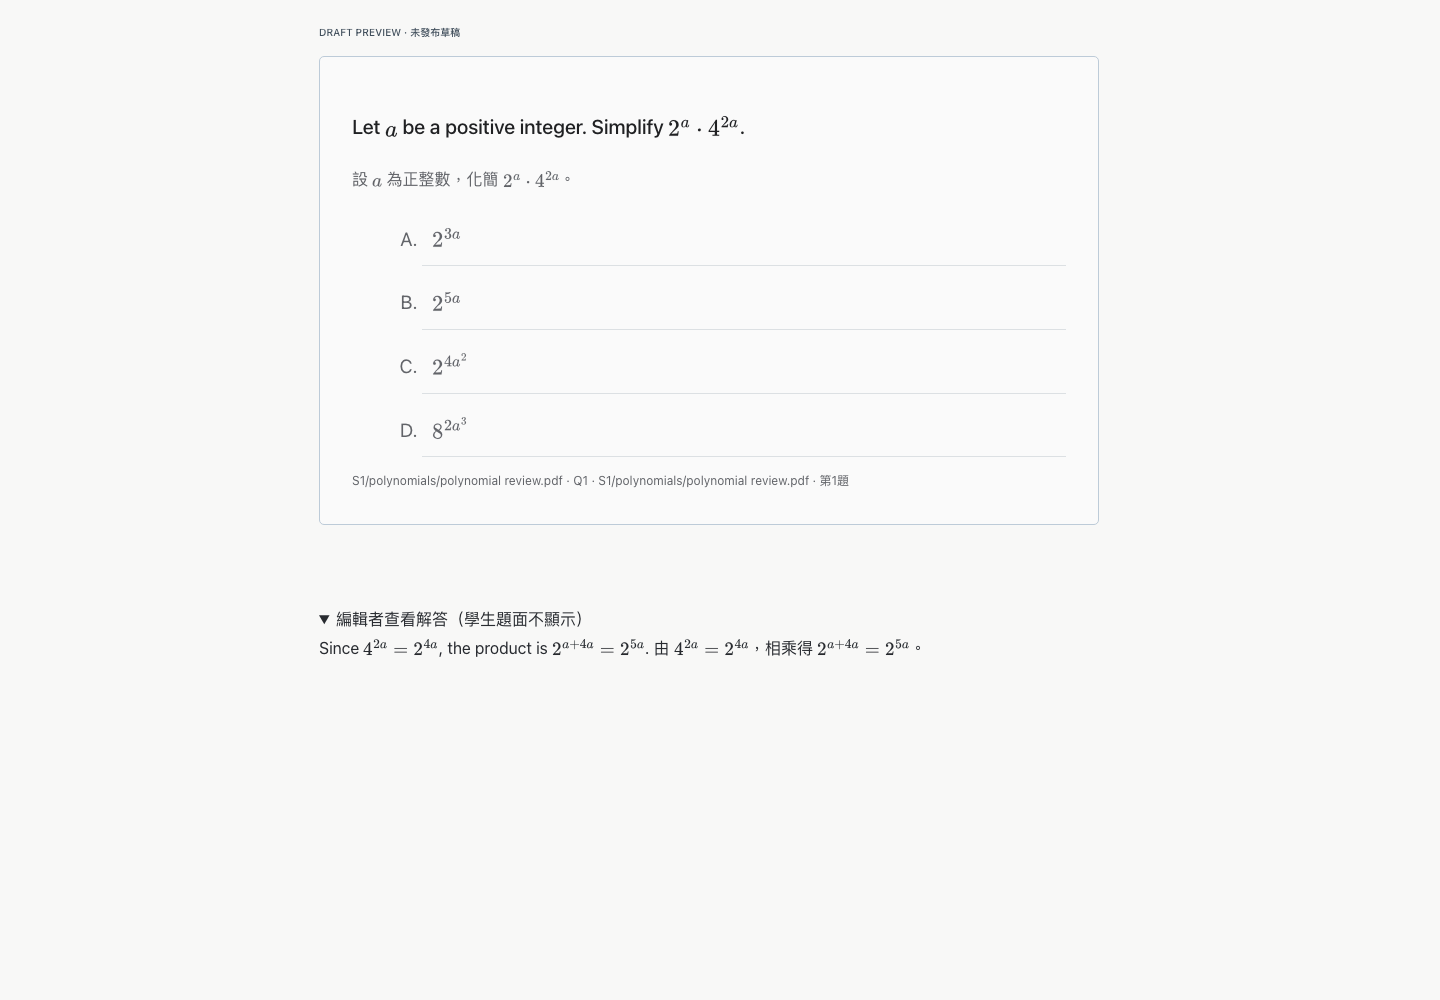 DRAFT PREVIEW · 未發布草稿
Let a be a positive integer. Simplify 2^a · 4^{2a}.
設 a 為正整數，化簡 2^a · 4^{2a}。
A. 2^{3a}
B. 2^{5a}
C. 2^{4a^2}
D. 8^{2a^3}
S1/polynomials/polynomial review.pdf · Q1 · S1/polynomials/polynomial review.pdf · 第1題
▼ 編輯者查看解答（學生題面不顯示）
Since 4^{2a} = 2^{4a}, the product is 2^{a+4a} = 2^{5a}. 由 4^{2a} = 2^{4a}，相乘得 2^{a+4a} = 2^{5a}。